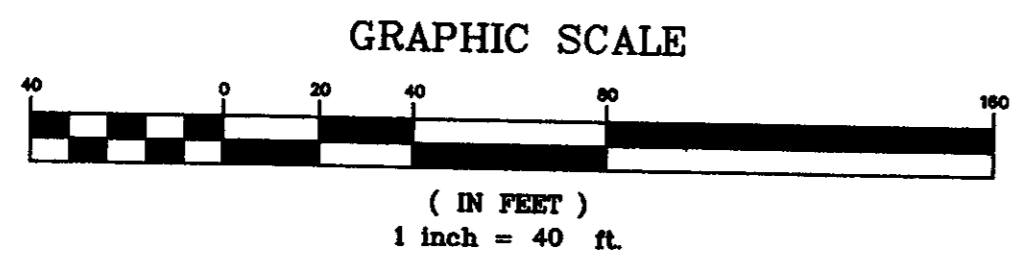 GRAPHIC SCALE
40 0 20 40 80 160
( IN FEET )
1 inch = 40 ft.